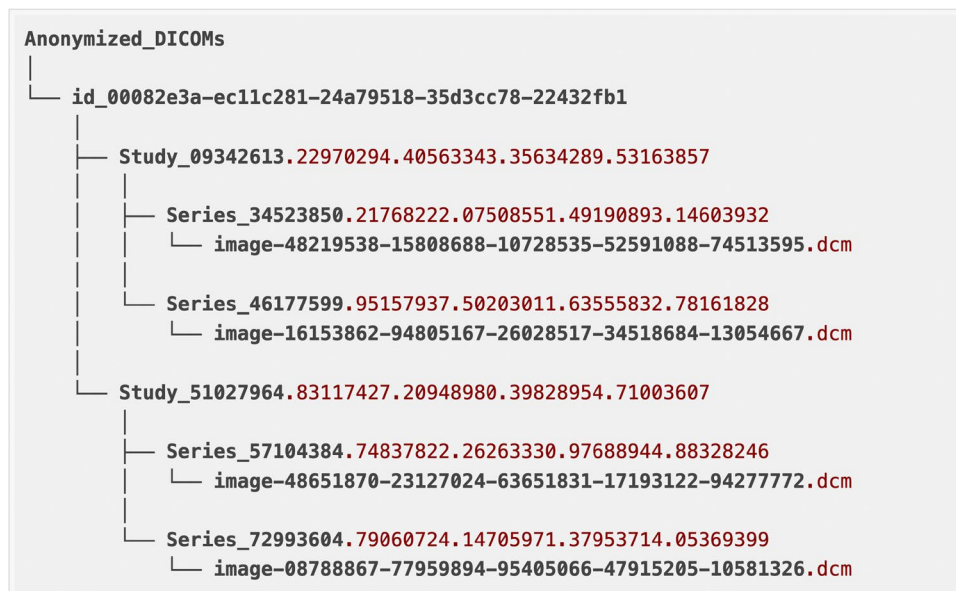 Anonymized_DICOMs
id_00082e3a-ec11c281-24a79518-35d3cc78-22432fb1
Study_09342613.22970294.40563343.35634289.53163857
Series_34523850.21768222.07508551.49190893.14603932
image-48219538-15808688-10728535-52591088-74513595.dcm
Series_46177599.95157937.50203011.63555832.78161828
image-16153862-94805167-26028517-34518684-13054667.dcm
Study_51027964.83117427.20948980.39828954.71003607
Series_57104384.74837822.26263330.97688944.88328246
image-48651870-23127024-63651831-17193122-94277772.dcm
Series_72993604.79060724.14705971.37953714.05369399
image-08788867-77959894-95405066-47915205-10581326.dcm